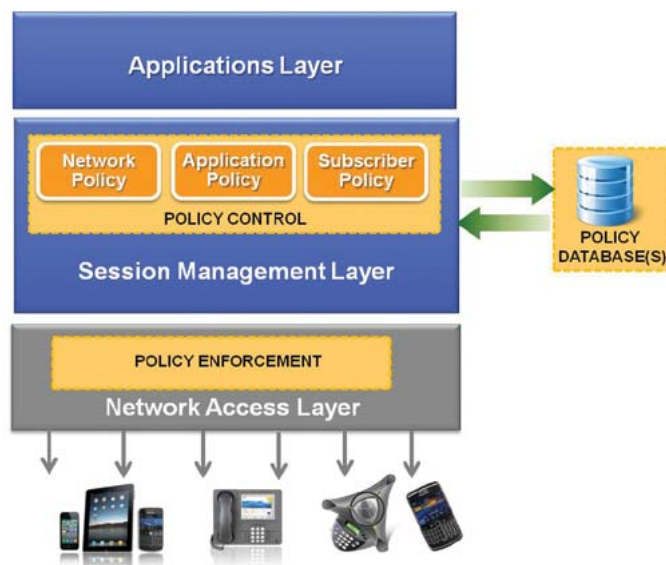 Applications Layer
Network
Policy
Application
Policy
Subscriber
Policy
POLICY CONTROL
Session Management Layer
POLICY
DATABASE(S)
POLICY ENFORCEMENT
Network Access Layer